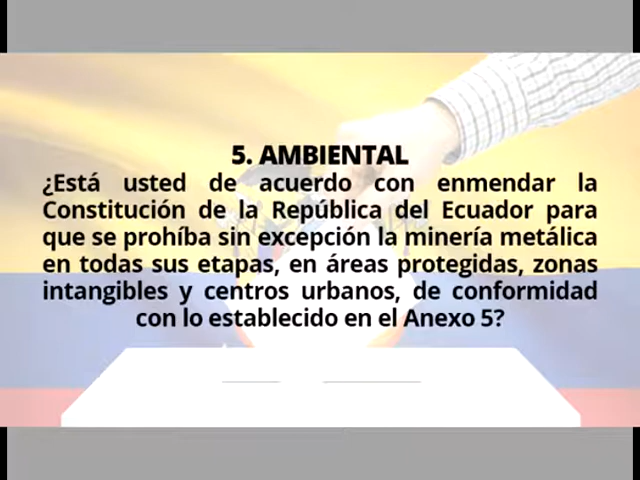 5. AMBIENTAL
¿Está usted de acuerdo con enmendar la
Constitución de la República del Ecuador para
que se prohíba sin excepción la minería metálica
en todas sus etapas, en áreas protegidas, zonas
intangibles y centros urbanos, de conformidad
con lo establecido en el Anexo 5?